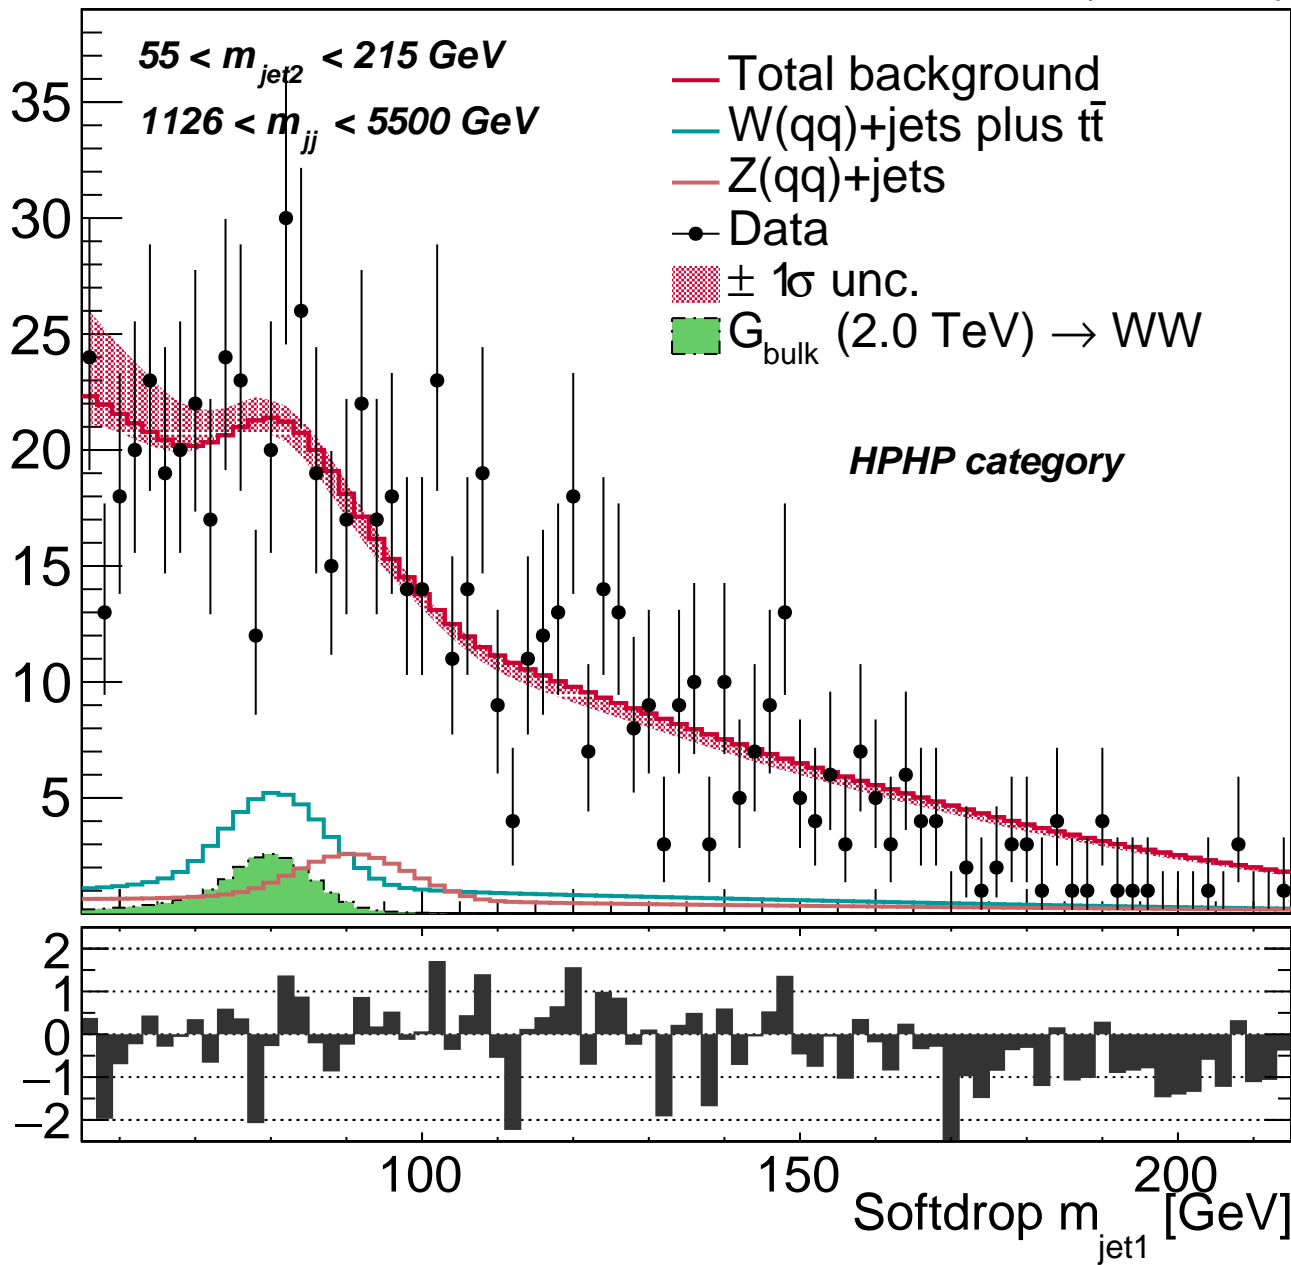 55 < m_jet2 < 215 GeV
1126 < m_jj < 5500 GeV
Total background
W(qq)+jets plus tt̄
Z(qq)+jets
Data
± 1σ unc.
G_bulk (2.0 TeV) → WW
HPHP category
35
30
25
20
15
10
5
2
1
0
−1
−2
100 150 200
Softdrop m_jet1 [GeV]